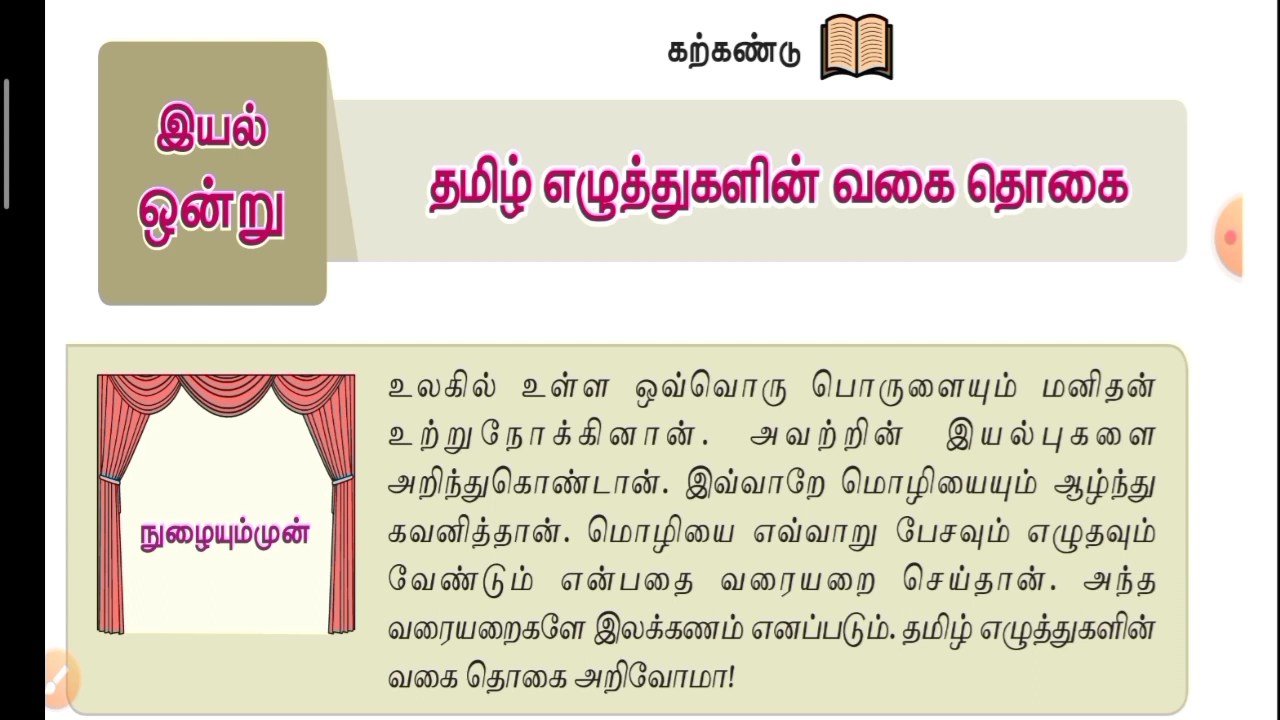 கற்கண்டு
இயல்
ஒன்று
தமிழ் எழுத்துகளின் வகை தொகை
நுழையும்முன்
உலகில் உள்ள ஒவ்வொரு பொருளையும் மனிதன்
உற்றுநோக்கினான். அவற்றின் இயல்புகளை
அறிந்துகொண்டான். இவ்வாறே மொழியையும் ஆழ்ந்து
கவனித்தான். மொழியை எவ்வாறு பேசவும் எழுதவும்
வேண்டும் என்பதை வரையறை செய்தான். அந்த
வரையறைகளே இலக்கணம் எனப்படும். தமிழ் எழுத்துகளின்
வகை தொகை அறிவோமா!